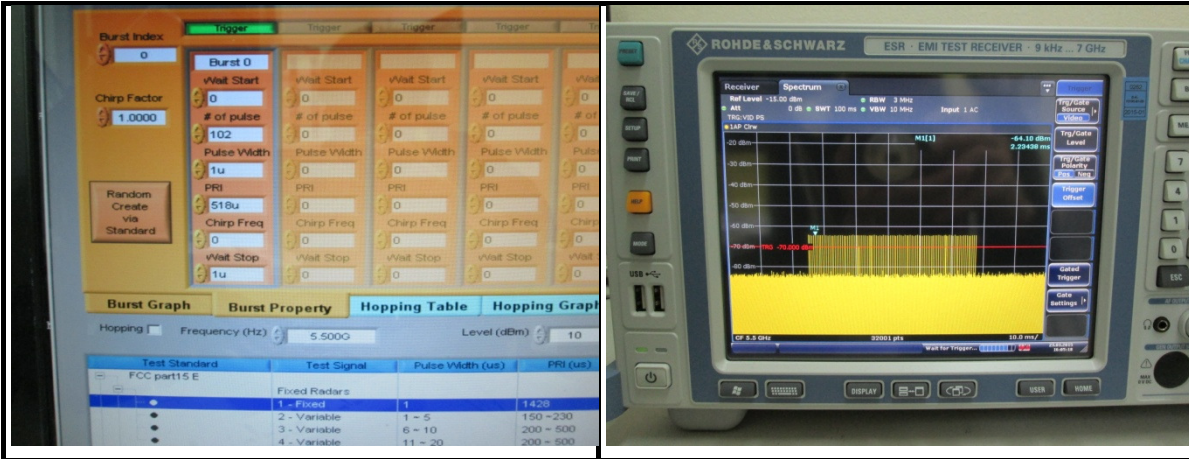 Burst Index
0
Chirp Factor
1.0000
Random
Create
via
Standard
Trigger Trigger Trigger Trigger
Burst 0
Wait Start Wait Start Wait Start
0 0 0 0
# of pulse # of pulse # of pulse
102 0 0 0
Pulse Width Pulse Width Pulse Width
1u 0 0 0
PRI PRI PRI PRI
518u 0 0 0
Chirp Freq Chirp Freq Chirp Freq
0 0 0 0
Wait Stop Wait Stop Wait Stop
1u 0 0 0
Burst Graph Burst Property Hopping Table Hopping Graph
Hopping Frequency (Hz) 5.500G Level (dBm) 10
Test Standard Test Signal Pulse Width (us) PRI (us)
FCC part15 E
Fixed Radars
1 - Fixed 1 1428
2 - Variable 1 ~ 5 150 ~230
3 - Variable 6 ~ 10 200 ~ 500
4 - Variable 11 ~ 20 200 ~ 500
ROHDE&SCHWARZ ESR · EMI TEST RECEIVER · 9 kHz ... 7 GHz
PRESET
SETUP
PRINT
HELP
MODE
USB
Receiver Spectrum
Ref Level -15.00 dBm RBW 3 MHz
Att 0 dB SWT 100 ms VBW 10 MHz Input 1 AC
TRG:VID PS
1AP Clrw
M1[1] -64.10 dBm
2.23438 ms
-20 dBm
-30 dBm
-40 dBm
-50 dBm
-60 dBm
M1
-70 dBm TRG -70.000 dBm
-80 dBm
CF 5.5 GHz 32001 pts 10.0 ms/
Wait for Trigger...
Trigger
Trg/Gate
Source
Video
Trg/Gate
Level
Trg/Gate
Polarity
Pos Neg
Trigger
Offset
Gated
Trigger
Gate
Settings
7
4
1
0
ESC
DISPLAY
USER
HOME